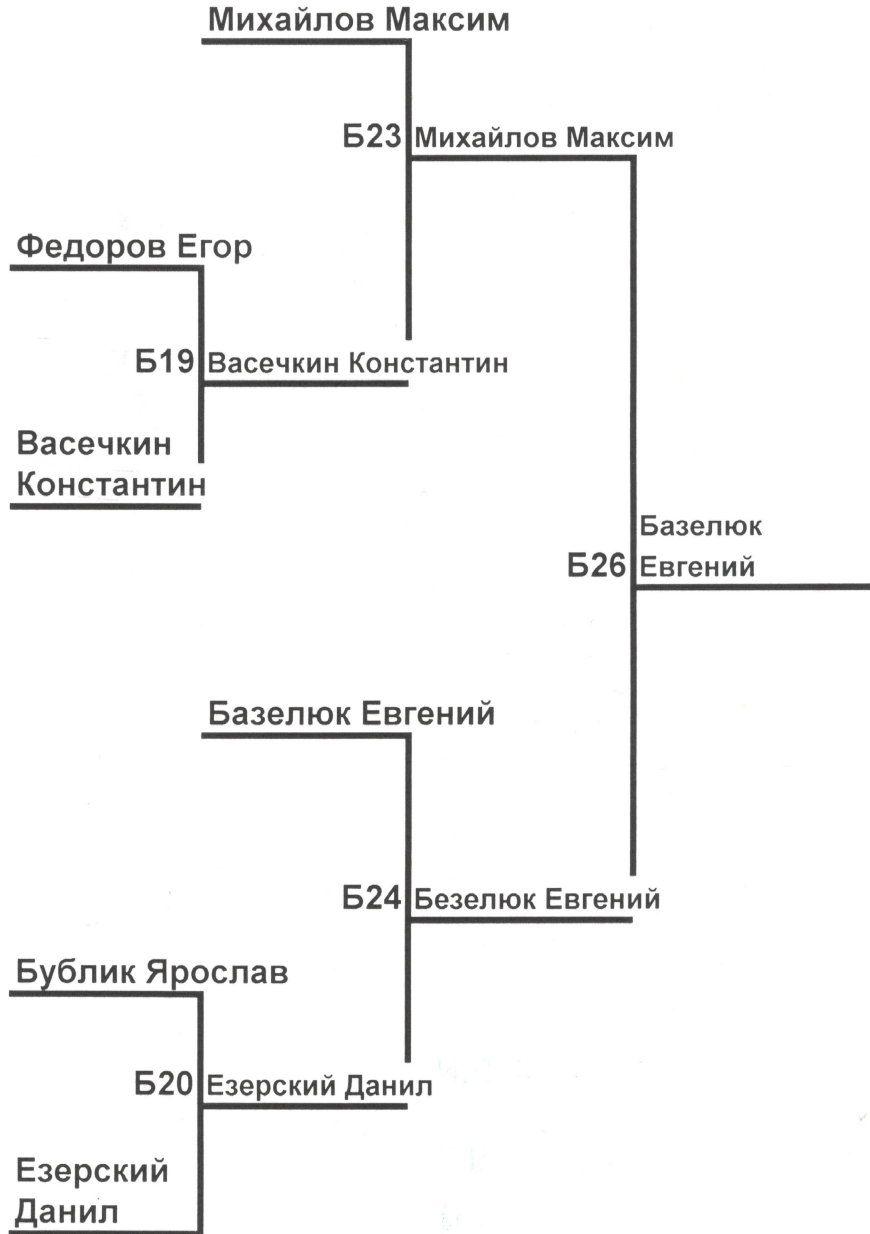 Михайлов Максим
Б23 Михайлов Максим
Федоров Егор
Б19 Васечкин Константин
Васечкин
Константин
Базелюк
Б26 Евгений
Базелюк Евгений
Б24 Безелюк Евгений
Бублик Ярослав
Б20 Езерский Данил
Езерский
Данил